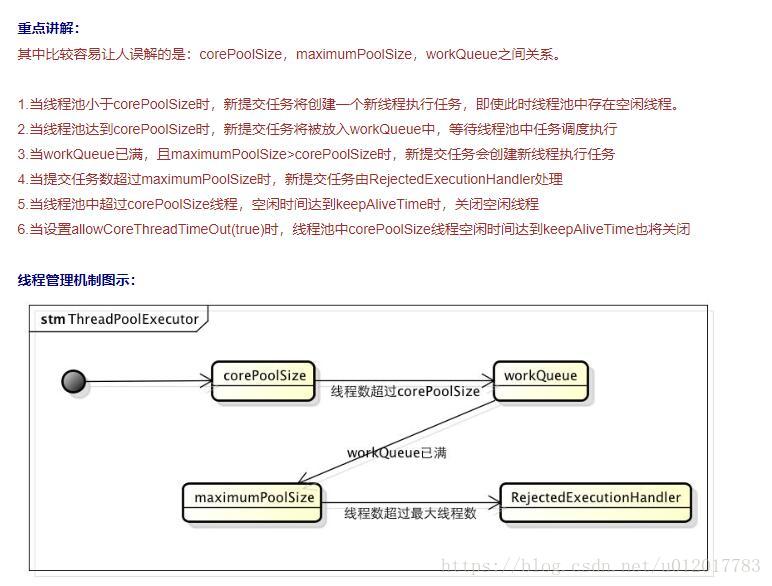 重点讲解：
其中比较容易让人误解的是：corePoolSize，maximumPoolSize，workQueue之间关系。
1.当线程池小于corePoolSize时，新提交任务将创建一个新线程执行任务，即使此时线程池中存在空闲线程。
2.当线程池达到corePoolSize时，新提交任务将被放入workQueue中，等待线程池中任务调度执行
3.当workQueue已满，且maximumPoolSize>corePoolSize时，新提交任务会创建新线程执行任务
4.当提交任务数超过maximumPoolSize时，新提交任务由RejectedExecutionHandler处理
5.当线程池中超过corePoolSize线程，空闲时间达到keepAliveTime时，关闭空闲线程
6.当设置allowCoreThreadTimeOut(true)时，线程池中corePoolSize线程空闲时间达到keepAliveTime也将关闭
线程管理机制图示：
stm ThreadPoolExecutor
corePoolSize
线程数超过corePoolSize
workQueue
workQueue已满
maximumPoolSize
线程数超过最大线程数
RejectedExecutionHandler
https://blog.csdn.net/u012017783